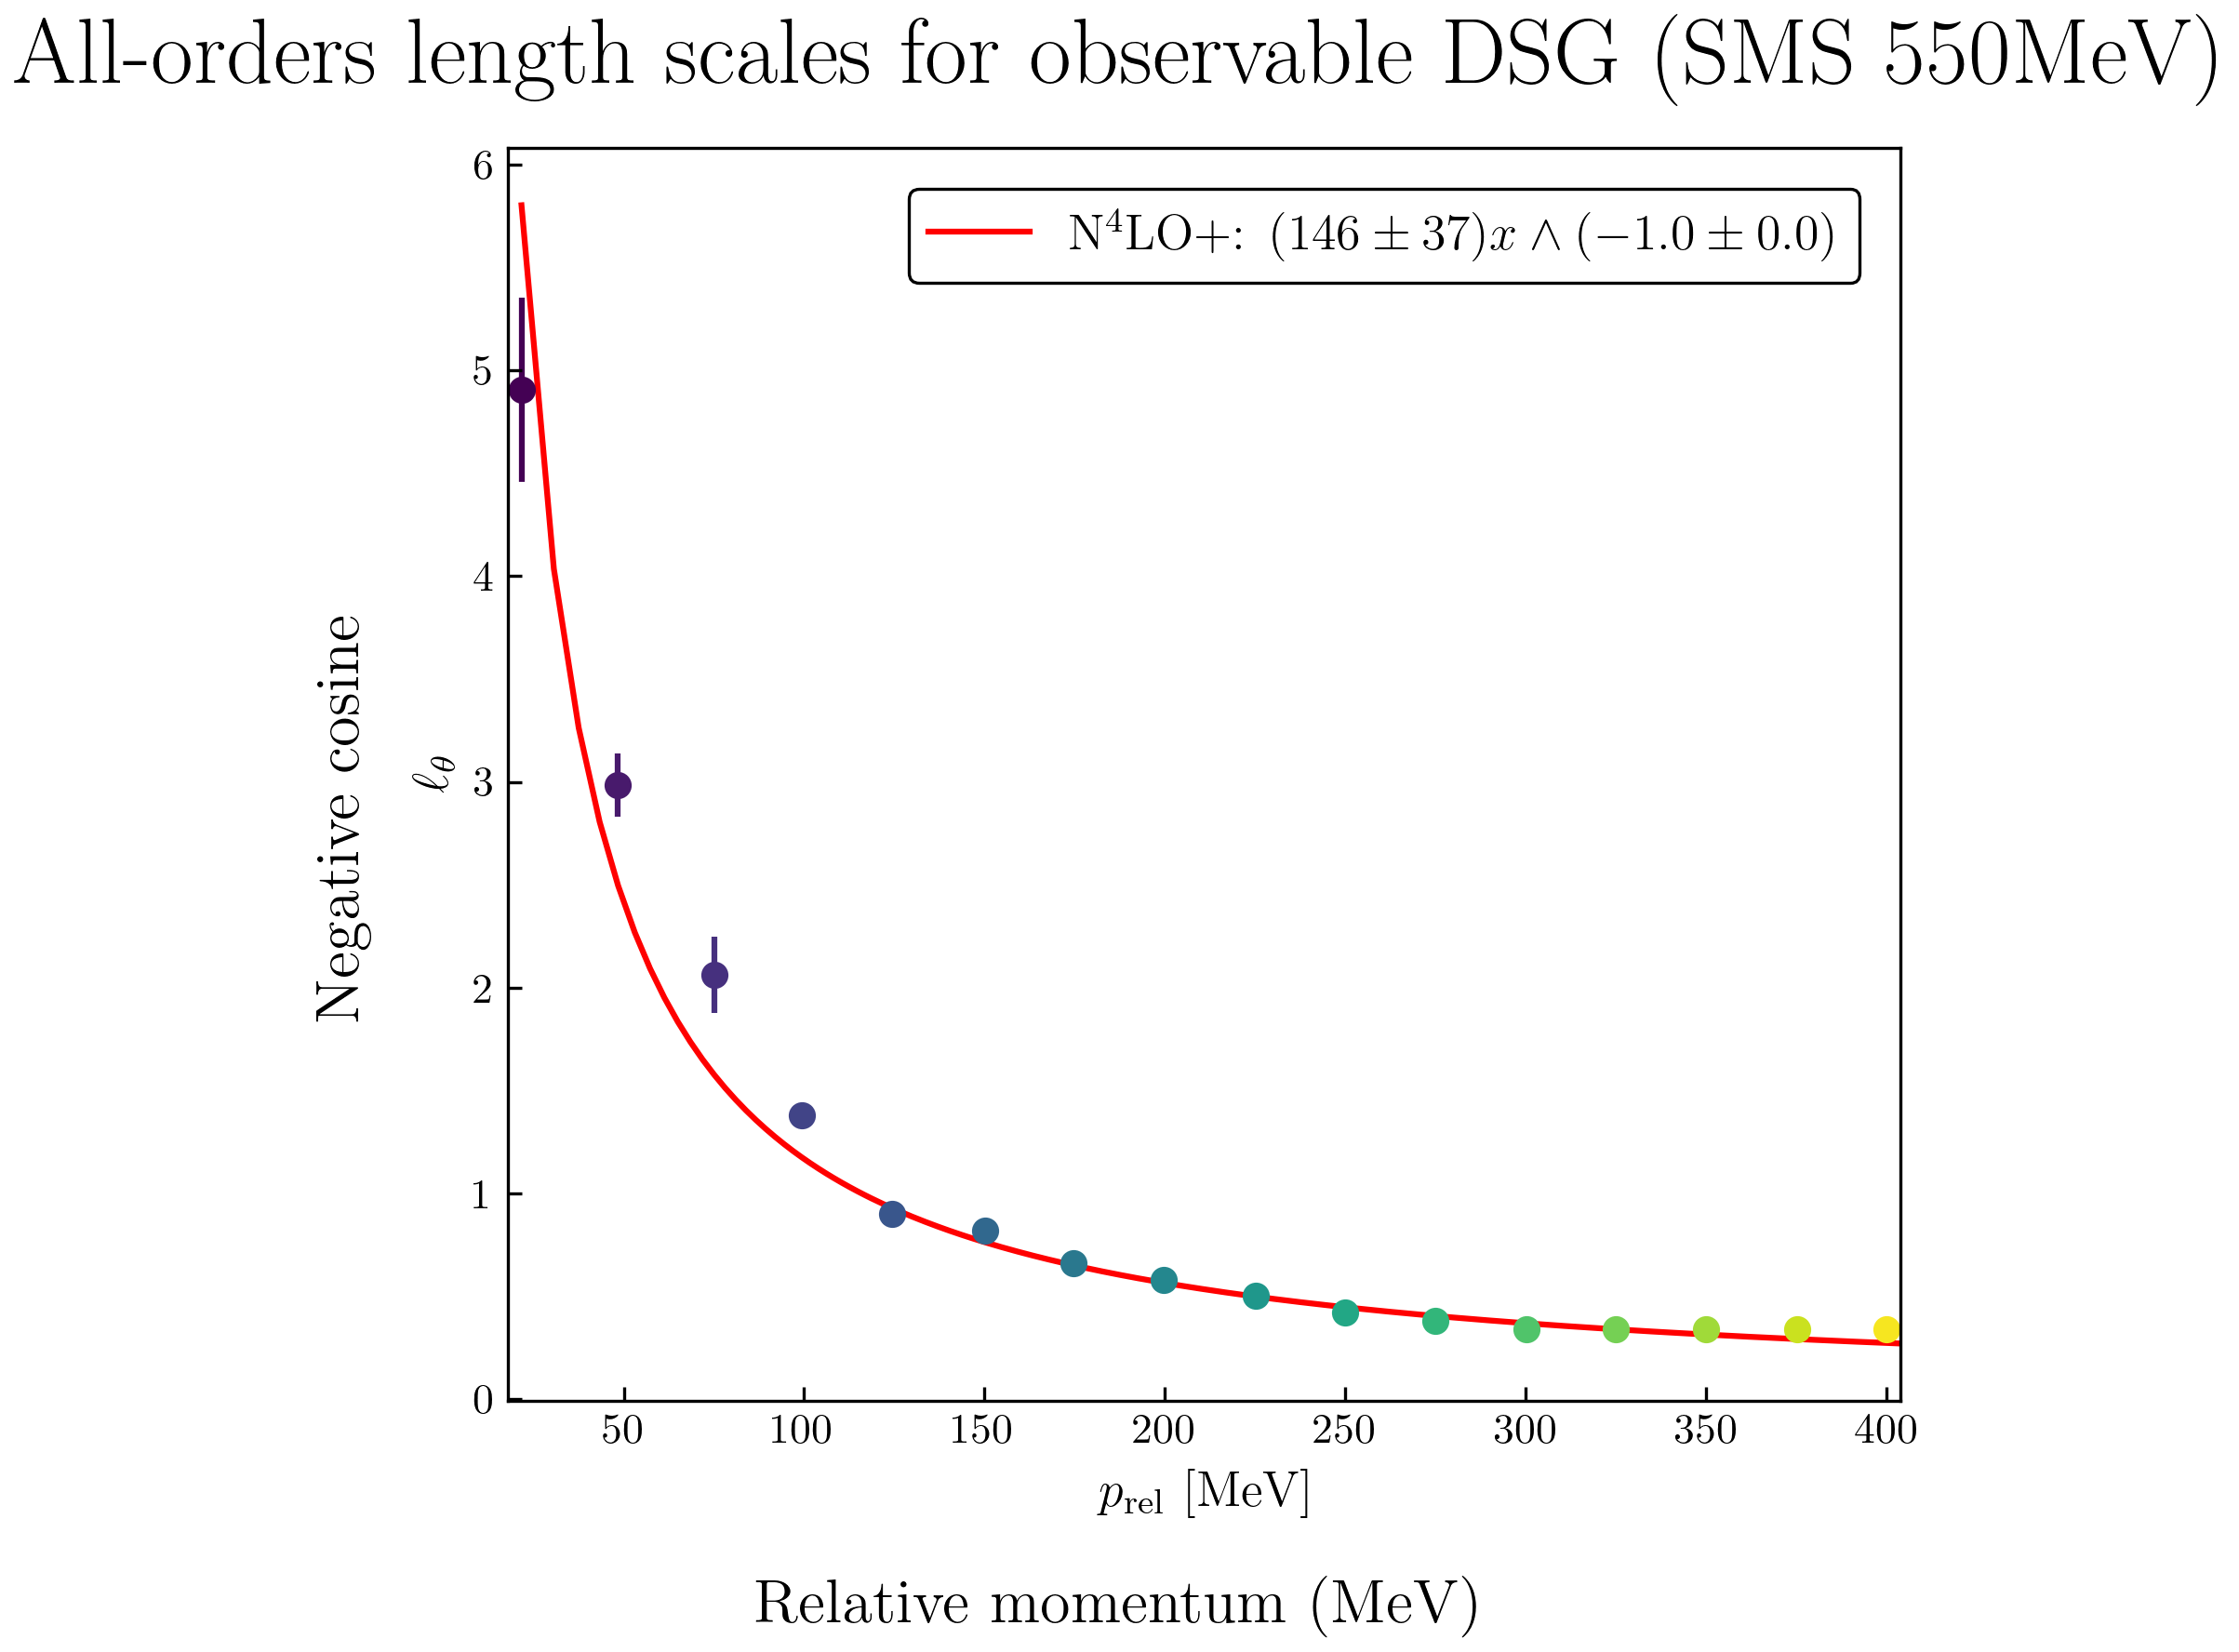 All-orders length scales for observable DSG (SMS 550MeV)
6
N⁴LO+: (146 ± 37)x ∧ (−1.0 ± 0.0)
5
4
Negative cosine
ℓ_θ
3
2
1
0
50 100 150 200 250 300 350 400
p_rel [MeV]
Relative momentum (MeV)